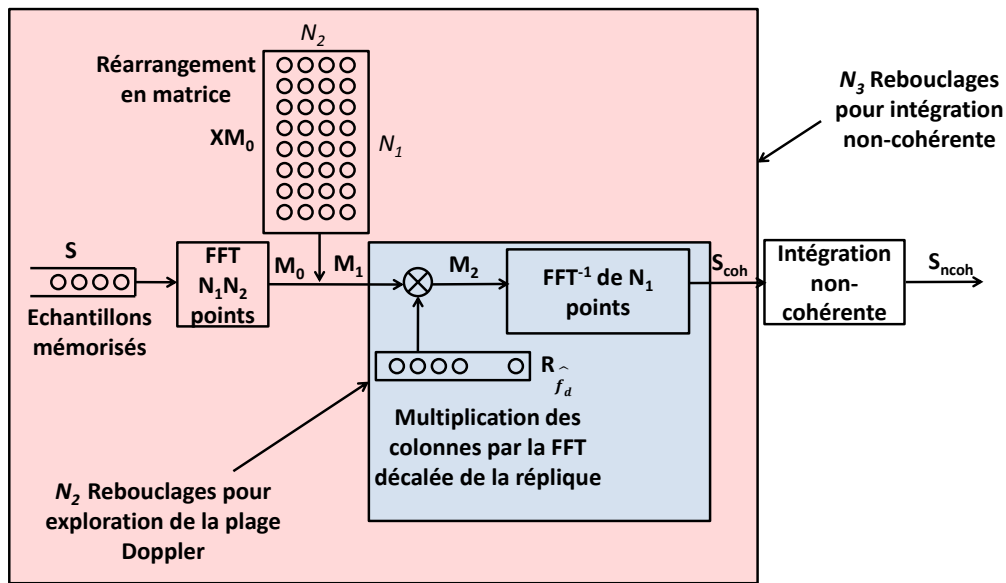 N2
Réarrangement
en matrice
XM0
N1
N3 Rebouclages
pour intégration
non-cohérente
S
Echantillons
mémorisés
FFT
N1N2
points
M0
M1
M2
FFT-1 de N1
points
Scoh
Intégration
non-
cohérente
Sncoh
R f̂d
Multiplication des
colonnes par la FFT
décalée de la réplique
N2 Rebouclages pour
exploration de la plage
Doppler